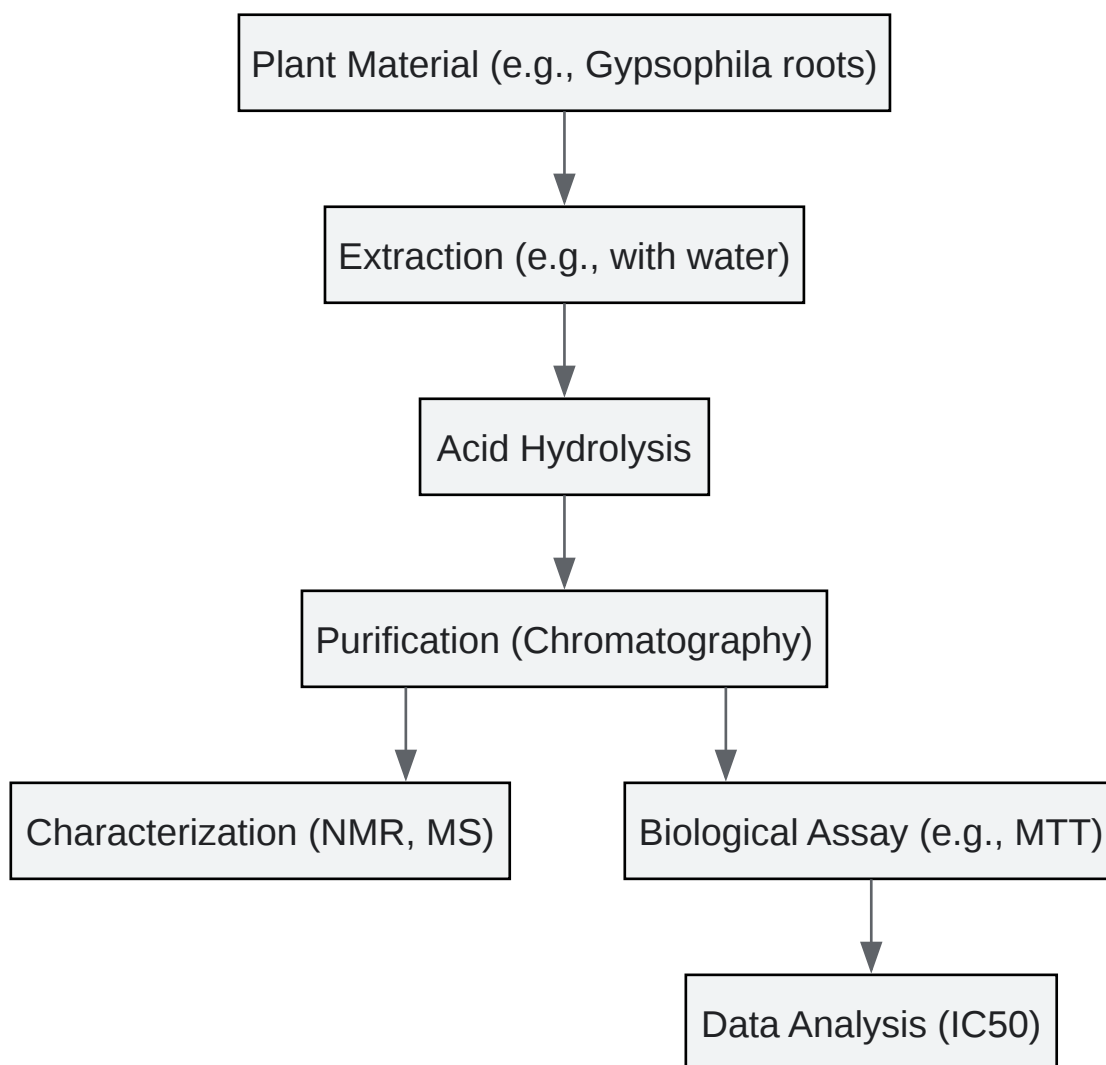 Plant Material (e.g., Gypsophila roots)
Extraction (e.g., with water)
Acid Hydrolysis
Purification (Chromatography)
Characterization (NMR, MS)
Biological Assay (e.g., MTT)
Data Analysis (IC50)